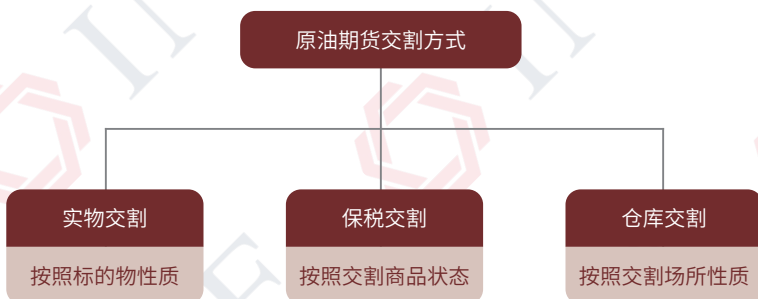 原油期货交割方式
实物交割
按照标的物性质
保税交割
按照交割商品状态
仓库交割
按照交割场所性质